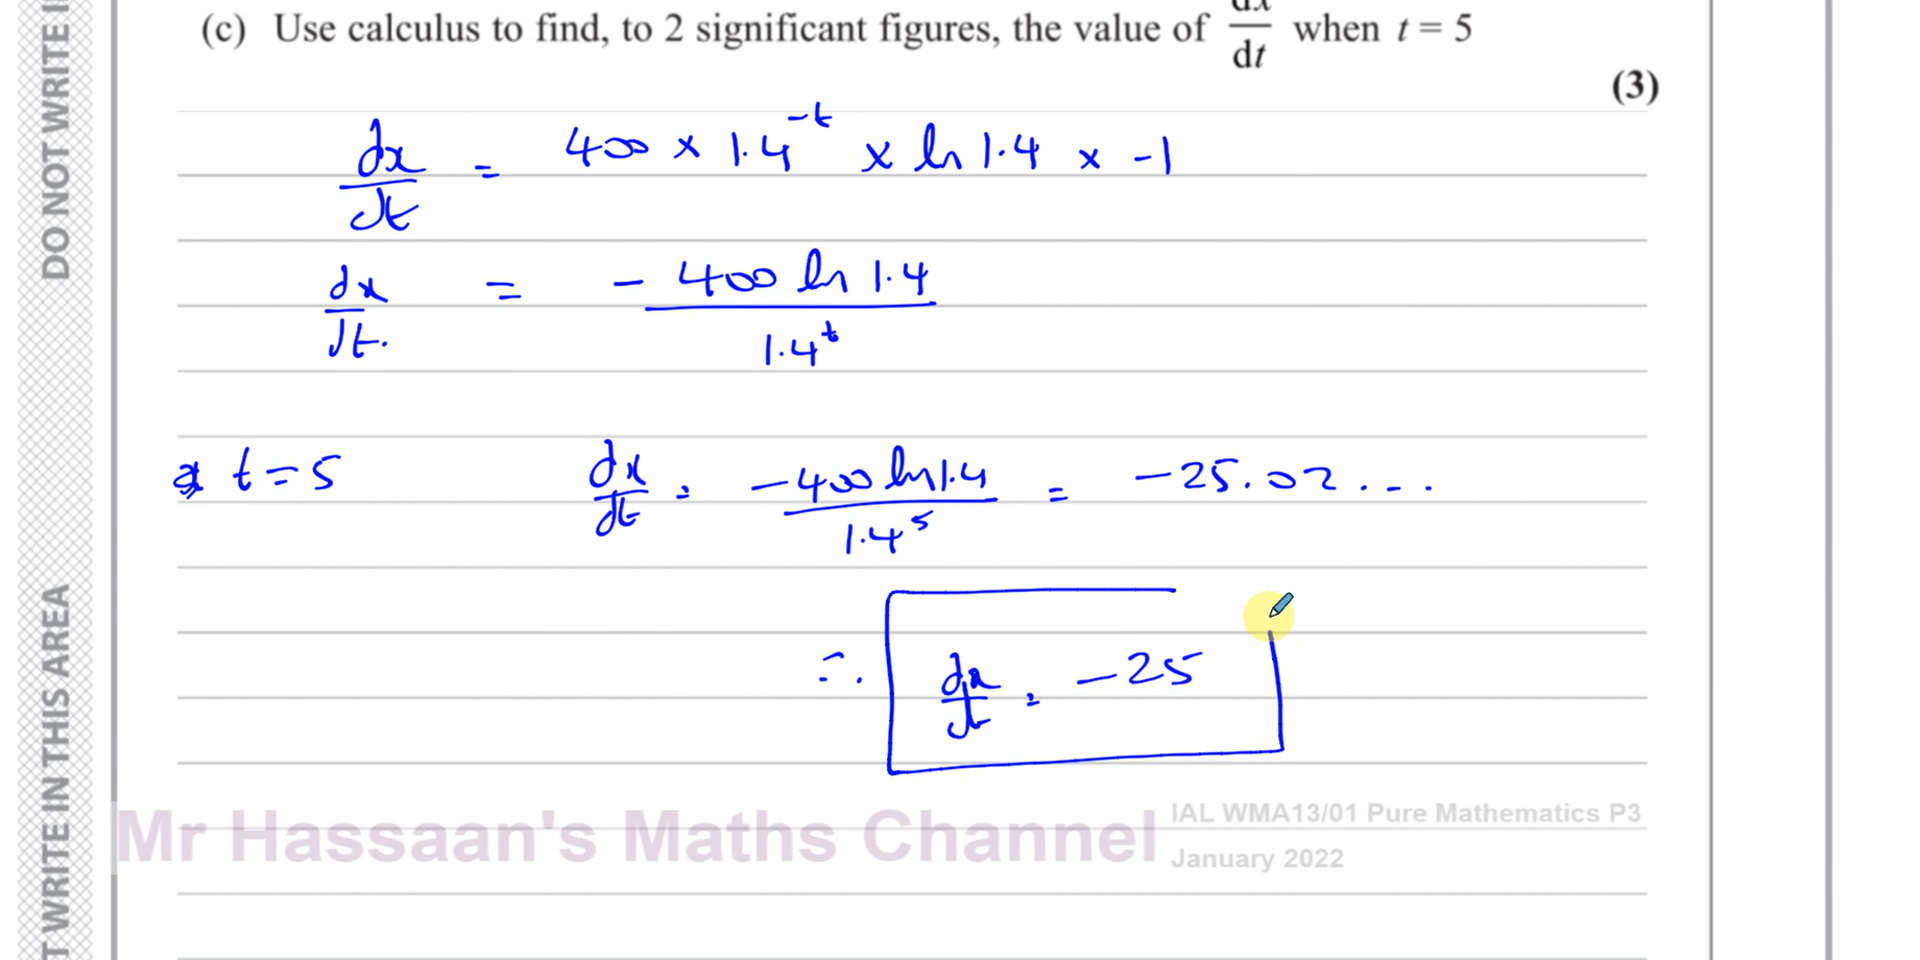 (c) Use calculus to find, to 2 significant figures, the value of dx/dt when t = 5
(3)
dx/dt = 400 × 1.4^-t × ln 1.4 × -1
dx/dt. = - 400 ln 1.4 / 1.4^t
t = 5 dx/dt = -400 ln 1.4 / 1.4^5 = -25.02...
∴ dx/dt = -25
Mr Hassaan's Maths Channel
IAL WMA13/01 Pure Mathematics P3
January 2022
DO NOT WRITE I
T WRITE IN THIS AREA